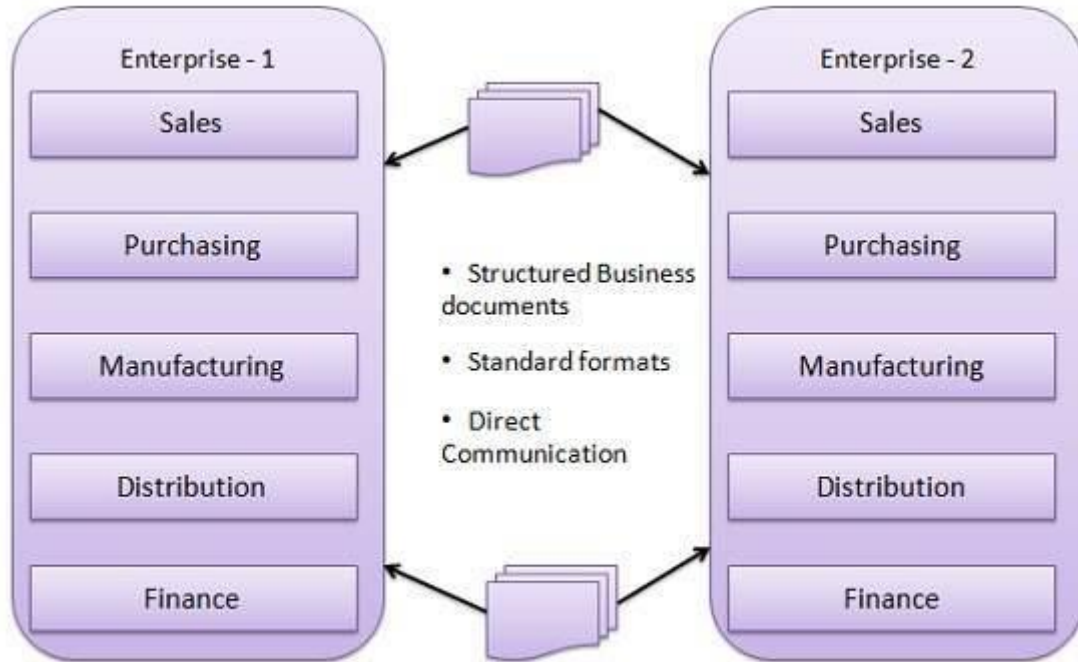 Enterprise - 1
Sales
Purchasing
Manufacturing
Distribution
Finance
• Structured Business
documents
• Standard formats
• Direct
Communication
Enterprise - 2
Sales
Purchasing
Manufacturing
Distribution
Finance